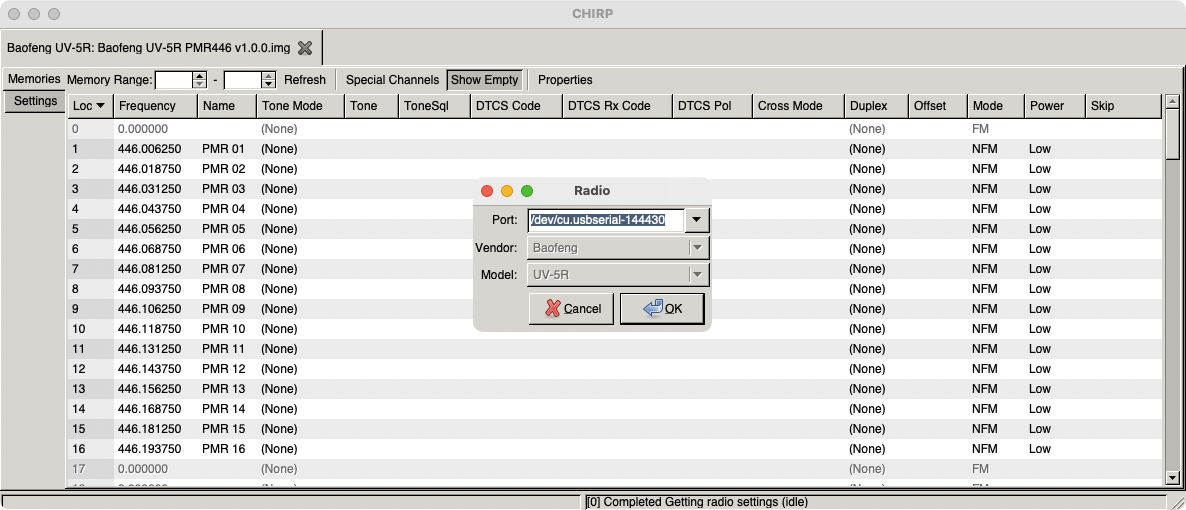 CHIRP
Baofeng UV-5R: Baofeng UV-5R PMR446 v1.0.0.img
Memories Memory Range: - Refresh Special Channels Show Empty Properties
Settings
Loc Frequency Name Tone Mode Tone ToneSql DTCS Code DTCS Rx Code DTCS Pol Cross Mode Duplex Offset Mode Power Skip
0 0.000000 (None) (None) FM
1 446.006250 PMR 01 (None) (None) NFM Low
2 446.018750 PMR 02 (None) (None) NFM Low
3 446.031250 PMR 03 (None) (None) NFM Low
4 446.043750 PMR 04 (None) (None) NFM Low
5 446.056250 PMR 05 (None) (None) NFM Low
6 446.068750 PMR 06 (None) (None) NFM Low
7 446.081250 PMR 07 (None) (None) NFM Low
8 446.093750 PMR 08 (None) (None) NFM Low
9 446.106250 PMR 09 (None) (None) NFM Low
10 446.118750 PMR 10 (None) (None) NFM Low
11 446.131250 PMR 11 (None) (None) NFM Low
12 446.143750 PMR 12 (None) (None) NFM Low
13 446.156250 PMR 13 (None) (None) NFM Low
14 446.168750 PMR 14 (None) (None) NFM Low
15 446.181250 PMR 15 (None) (None) NFM Low
16 446.193750 PMR 16 (None) (None) NFM Low
17 0.000000 (None) (None) FM
Radio
Port: /dev/cu.usbserial-144430
Vendor: Baofeng
Model: UV-5R
Cancel OK
[0] Completed Getting radio settings (idle)